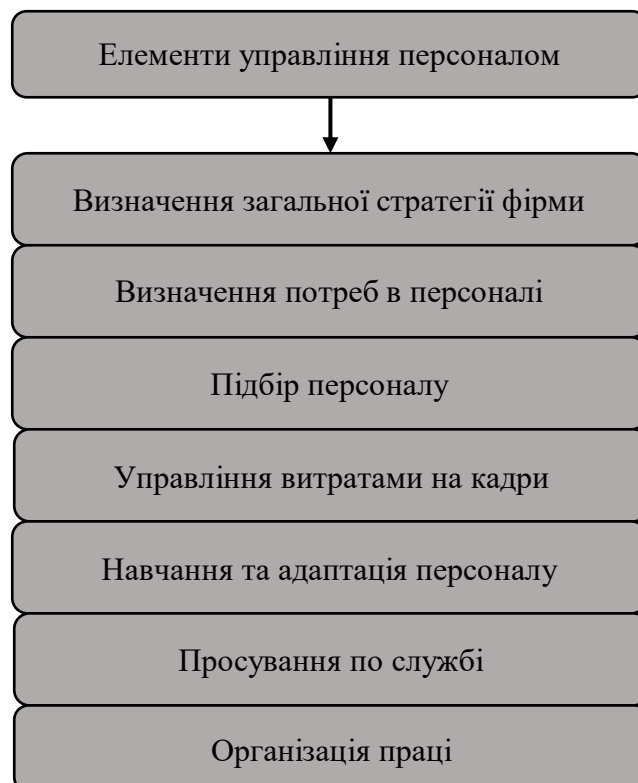 Елементи управління персоналом
Визначення загальної стратегії фірми
Визначення потреб в персоналі
Підбір персоналу
Управління витратами на кадри
Навчання та адаптація персоналу
Просування по службі
Організація праці